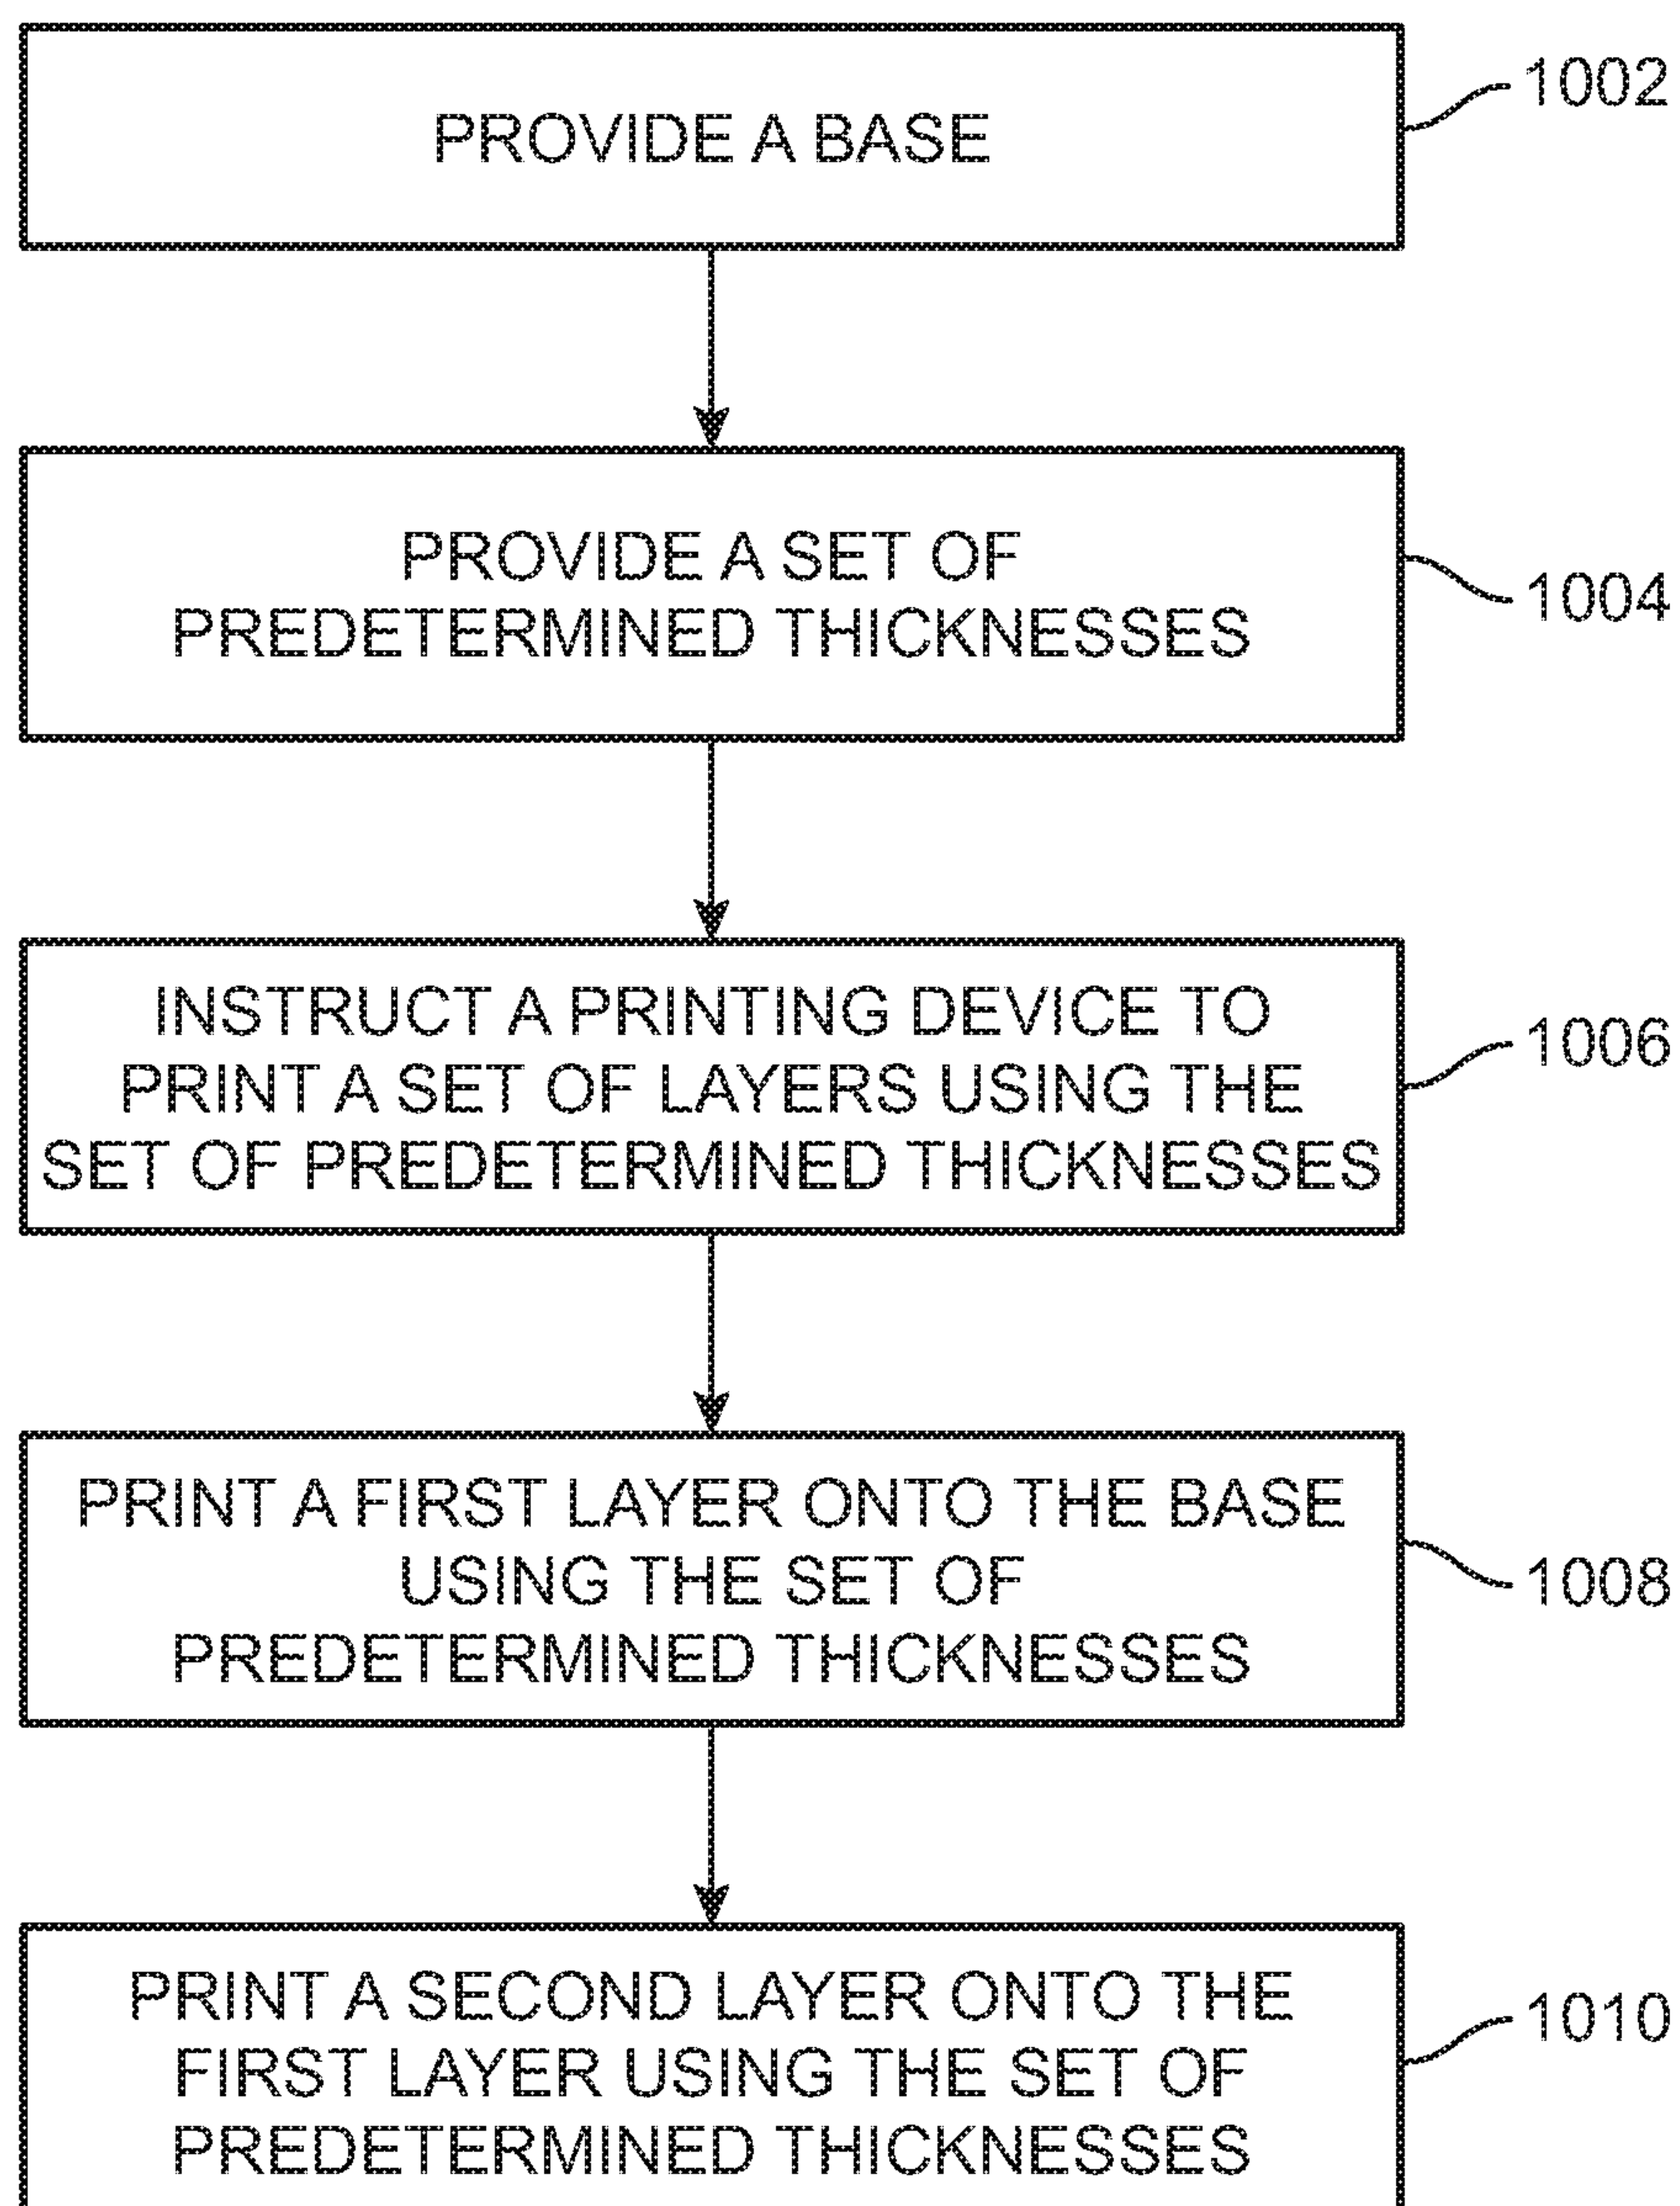 PROVIDE A BASE
1002
PROVIDE A SET OF
PREDETERMINED THICKNESSES
1004
INSTRUCT A PRINTING DEVICE TO
PRINT A SET OF LAYERS USING THE
SET OF PREDETERMINED THICKNESSES
1006
PRINT A FIRST LAYER ONTO THE BASE
USING THE SET OF
PREDETERMINED THICKNESSES
1008
PRINT A SECOND LAYER ONTO THE
FIRST LAYER USING THE SET OF
PREDETERMINED THICKNESSES
1010